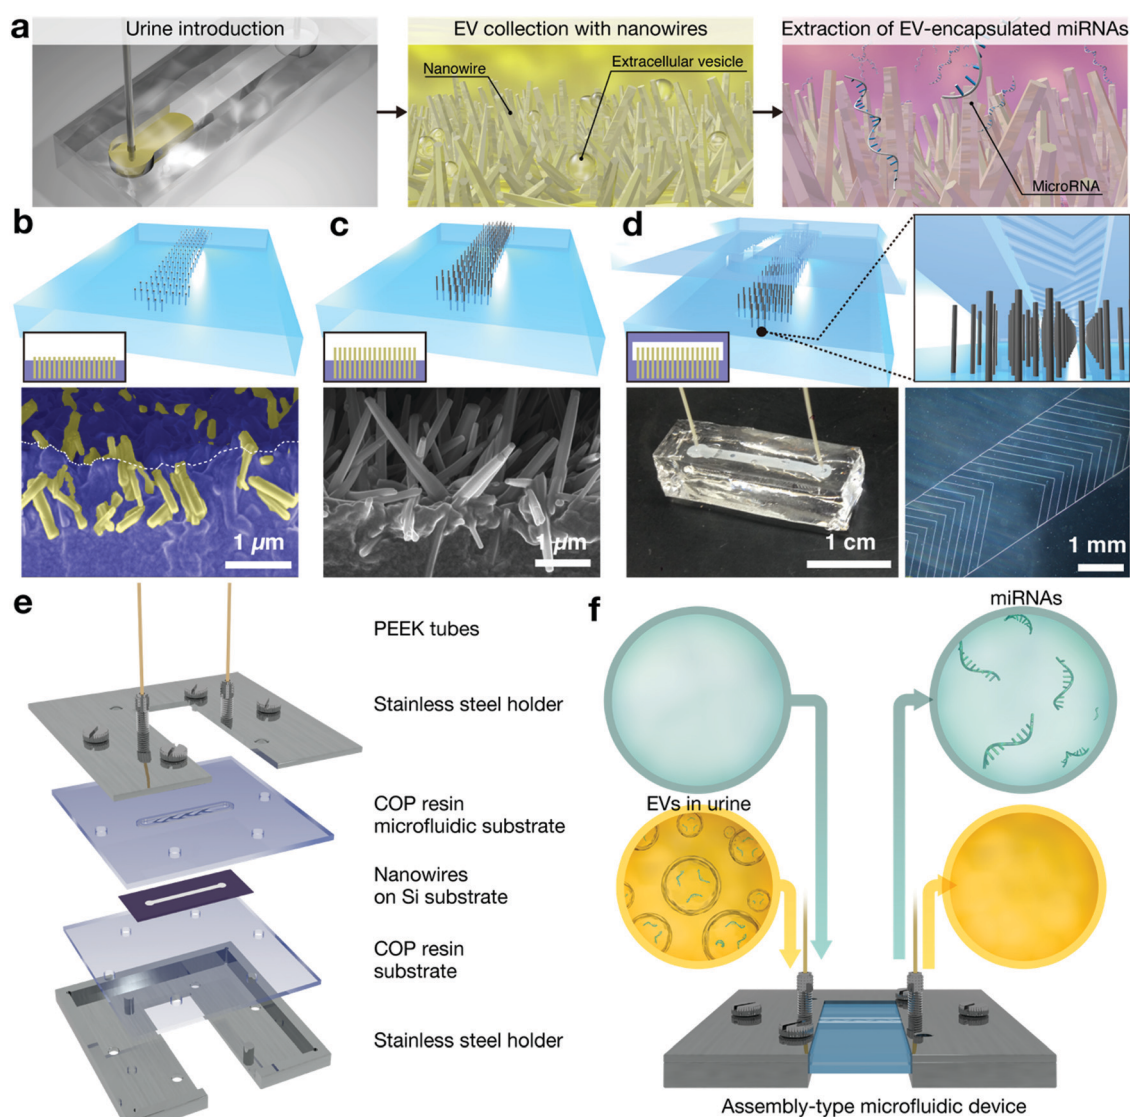 a
Urine introduction
EV collection with nanowires
Extraction of EV-encapsulated miRNAs
Nanowire
Extracellular vesicle
MicroRNA
b
c
d
1 µm
1 µm
1 cm
1 mm
e
PEEK tubes
Stainless steel holder
COP resin
microfluidic substrate
Nanowires
on Si substrate
COP resin
substrate
Stainless steel holder
f
miRNAs
EVs in urine
Assembly-type microfluidic device